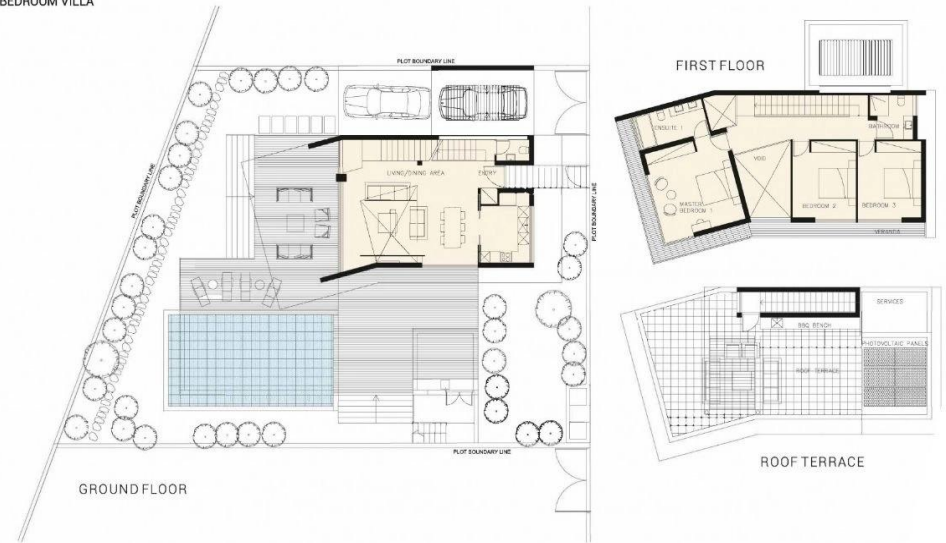 BEDROOM VILLA
PLOT BOUNDARY LINE
PLOT BOUNDARY LINE
PLOT BOUNDARY LINE
PLOT BOUNDARY LINE
LIVING/DINING AREA
ENTRY
GROUND FLOOR
FIRST FLOOR
ENSUITE 1
BATHROOM
VOID
MASTER
BEDROOM 1
BEDROOM 2
BEDROOM 3
VERANDA
SERVICES
BBQ BENCH
PHOTOVOLTAIC PANELS
ROOF TERRACE
ROOF TERRACE